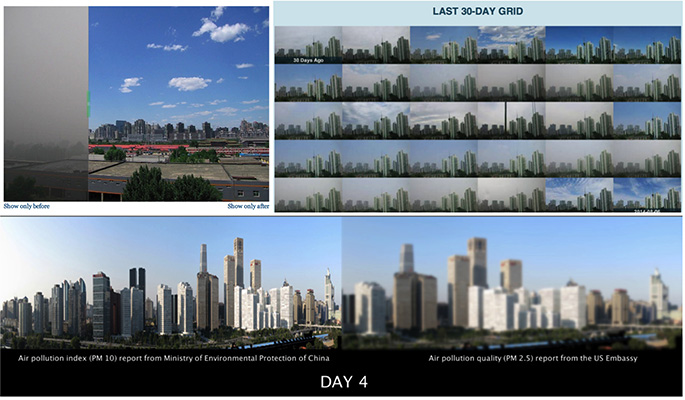 LAST 30-DAY GRID
30 Days Ago
Show only before
Show only after
Air pollution index (PM 10) report from Ministry of Environmental Protection of China
Air pollution quality (PM 2.5) report from the US Embassy
DAY 4